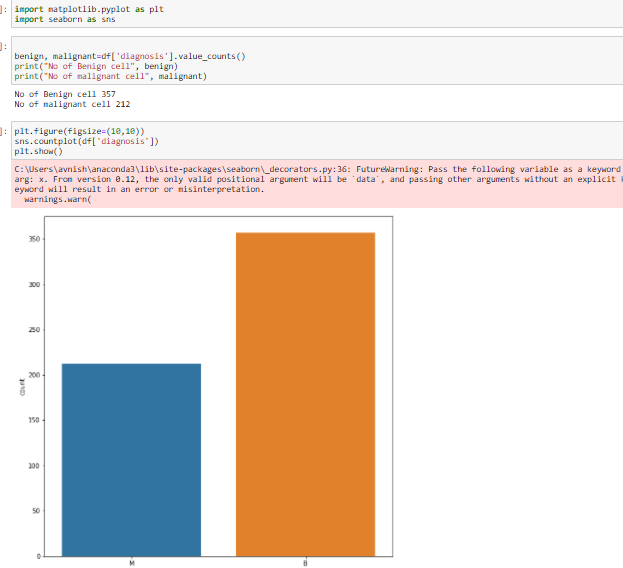 ]: import matplotlib.pyplot as plt
import seaborn as sns
]:
benign, malignant=df['diagnosis'].value_counts()
print("No of Benign cell", benign)
print("No of malignant cell", malignant)
No of Benign cell 357
No of malignant cell 212
]: plt.figure(figsize=(10,10))
sns.countplot(df['diagnosis'])
plt.show()
C:\Users\avnish\anaconda3\lib\site-packages\seaborn\_decorators.py:36: FutureWarning: Pass the following variable as a keyword
arg: x. From version 0.12, the only valid positional argument will be `data`, and passing other arguments without an explicit k
eyword will result in an error or misinterpretation.
warnings.warn(
350
300
250
200
count
150
100
50
0
M B